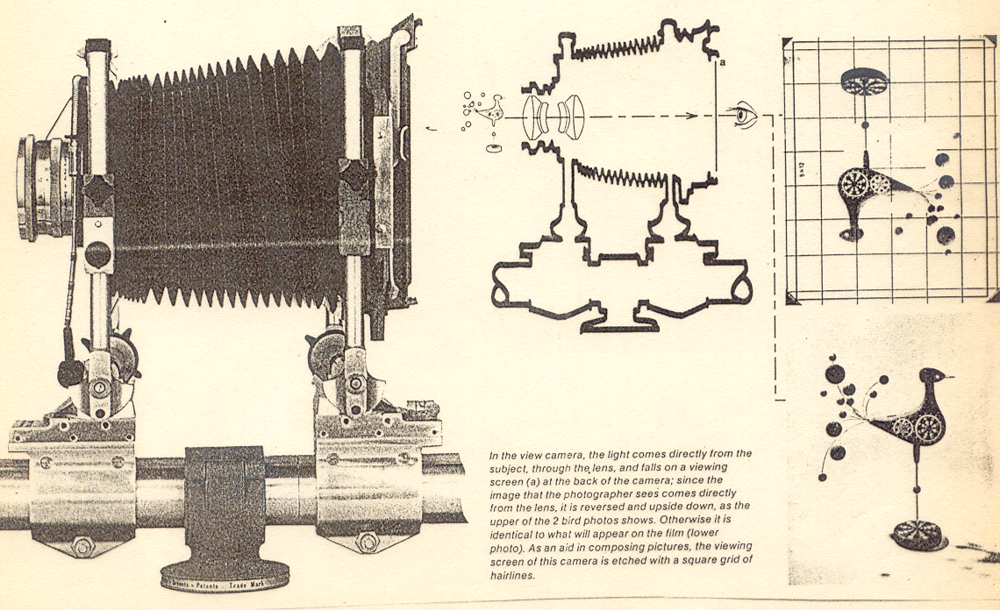 a
5×12
In the view camera, the light comes directly from the
subject, through the lens, and falls on a viewing
screen (a) at the back of the camera; since the
image that the photographer sees comes directly
from the lens, it is reversed and upside down, as the
upper of the 2 bird photos shows. Otherwise it is
identical to what will appear on the film (lower
photo). As an aid in composing pictures, the viewing
screen of this camera is etched with a square grid of
hairlines.
Patents - Trade Mark